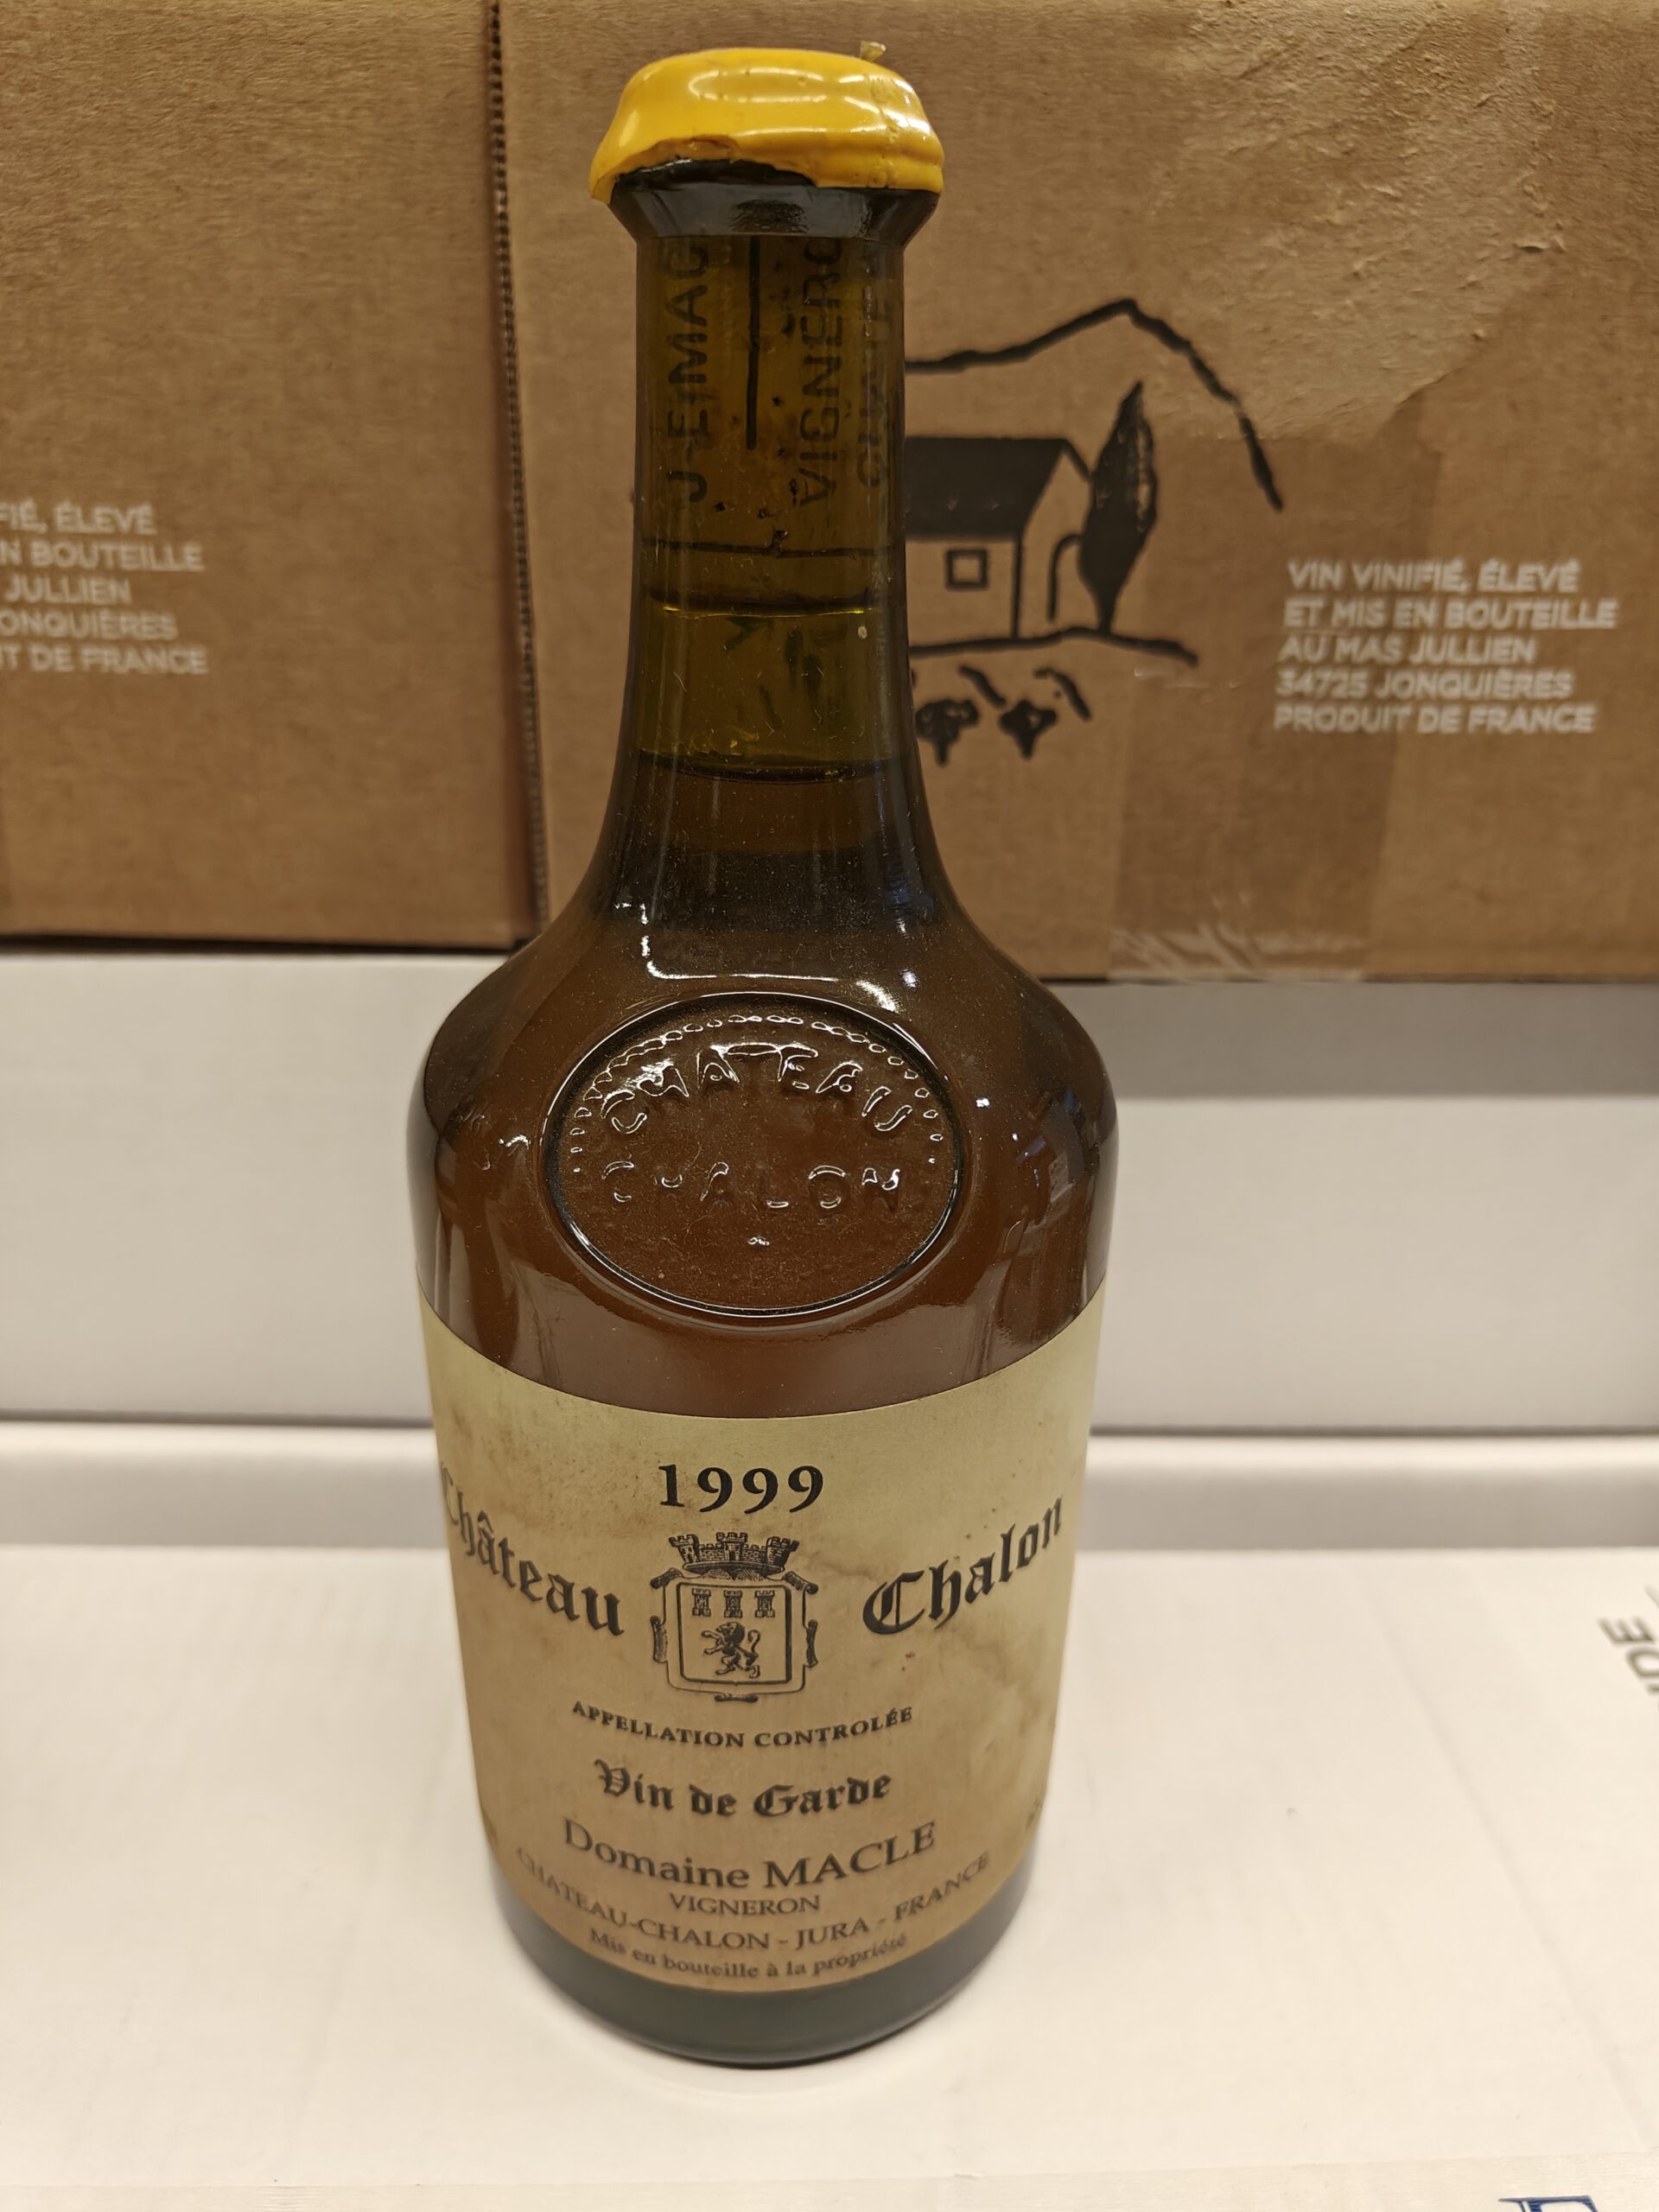 J-EMAC
VIGNERO
FIÉ, ÉLEVÉ
N BOUTEILLE
JULLIEN
ONQUIÈRES
IT DE FRANCE
VIN VINIFIÉ, ÉLEVÉ
ET MIS EN BOUTEILLE
AU MAS JULLIEN
34725 JONQUIÈRES
PRODUIT DE FRANCE
CHATEAU
CHALON
1999
Château Chalon
APPELLATION CONTROLÉE
Vin de Garde
Domaine MACLE
VIGNERON
CHATEAU-CHALON - JURA - FRANCE
Mis en bouteille à la propriété
DE